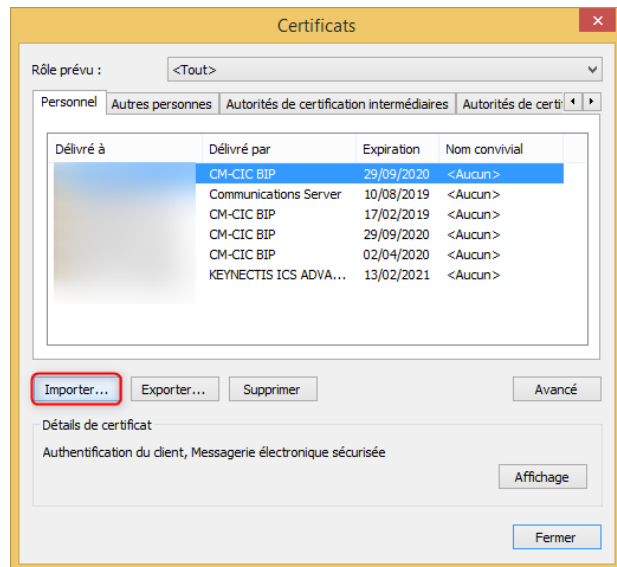 Certificats
Rôle prévu : <Tout>
Personnel Autres personnes Autorités de certification intermédiaires Autorités de certi
Délivré à Délivré par Expiration Nom convivial
CM-CIC BIP 29/09/2020 <Aucun>
Communications Server 10/08/2019 <Aucun>
CM-CIC BIP 17/02/2019 <Aucun>
CM-CIC BIP 29/09/2020 <Aucun>
CM-CIC BIP 02/04/2020 <Aucun>
KEYNECTIS ICS ADVA... 13/02/2021 <Aucun>
Importer... Exporter... Supprimer Avancé
Détails de certificat
Authentification du client, Messagerie électronique sécurisée
Affichage
Fermer